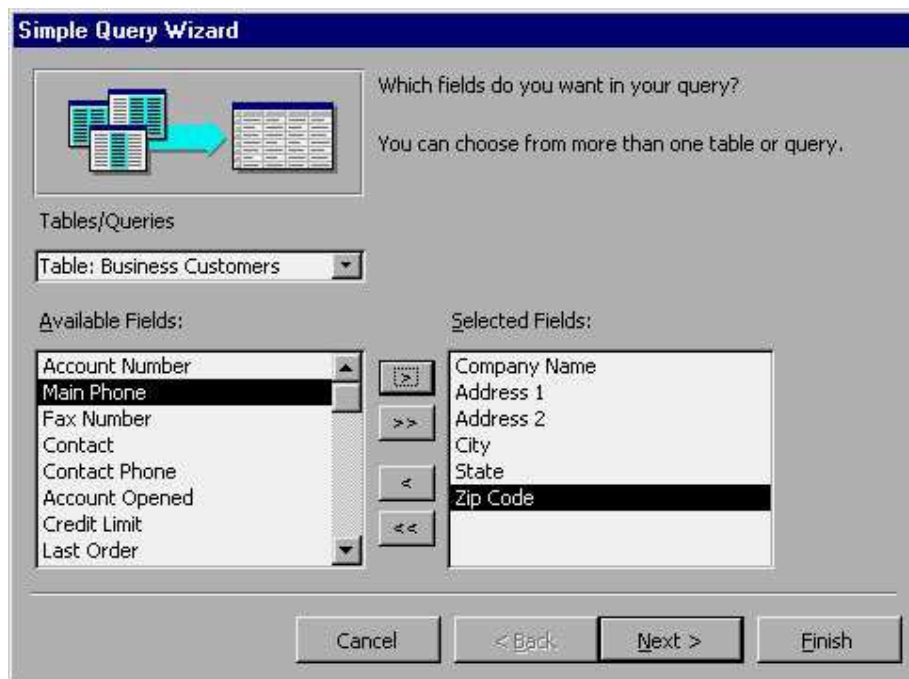 Simple Query Wizard
Which fields do you want in your query?
You can choose from more than one table or query.
Tables/Queries
Table: Business Customers
Available Fields:
Account Number
Main Phone
Fax Number
Contact
Contact Phone
Account Opened
Credit Limit
Last Order
>
>>
<
<<
Selected Fields:
Company Name
Address 1
Address 2
City
State
Zip Code
Cancel
< Back
Next >
Finish